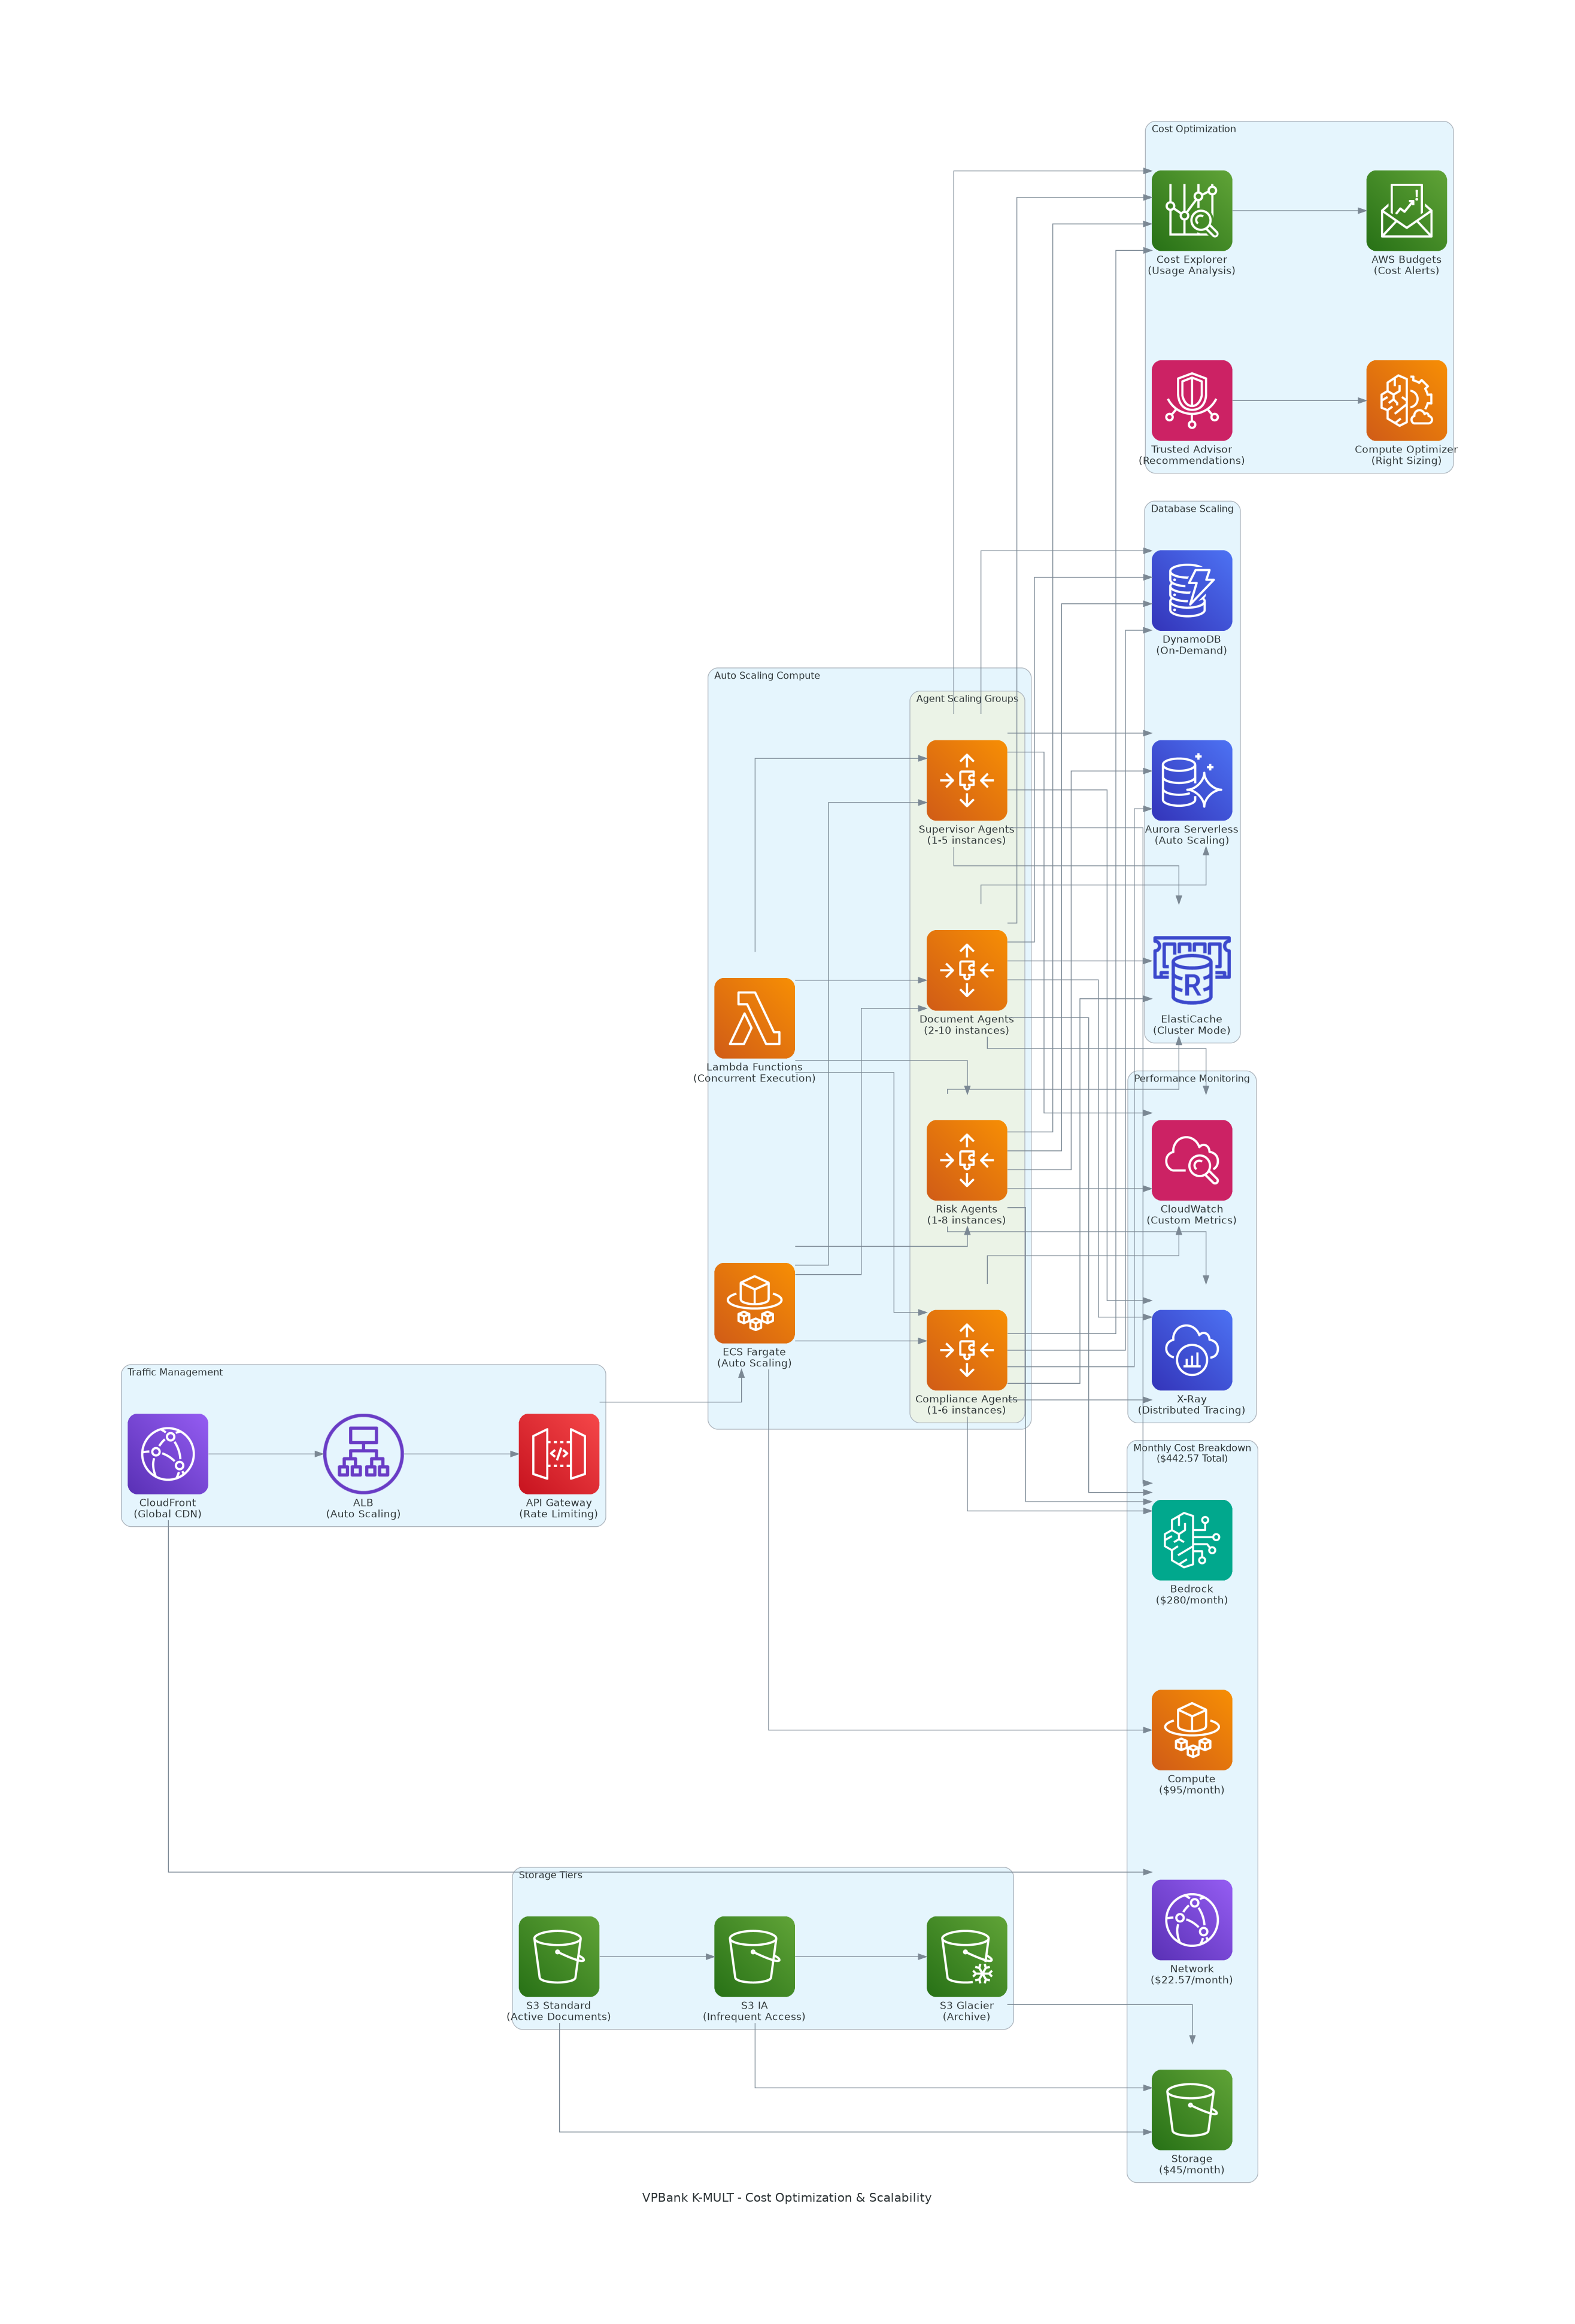 Cost Optimization
Cost Explorer
(Usage Analysis)
AWS Budgets
(Cost Alerts)
Trusted Advisor
(Recommendations)
Compute Optimizer
(Right Sizing)
Database Scaling
DynamoDB
(On-Demand)
Aurora Serverless
(Auto Scaling)
R
ElastiCache
(Cluster Mode)
Auto Scaling Compute
Agent Scaling Groups
Supervisor Agents
(1-5 instances)
Document Agents
(2-10 instances)
Lambda Functions
(Concurrent Execution)
Risk Agents
(1-8 instances)
ECS Fargate
(Auto Scaling)
Compliance Agents
(1-6 instances)
Performance Monitoring
CloudWatch
(Custom Metrics)
X-Ray
(Distributed Tracing)
Traffic Management
CloudFront
(Global CDN)
ALB
(Auto Scaling)
API Gateway
(Rate Limiting)
Monthly Cost Breakdown
($442.57 Total)
Bedrock
($280/month)
Compute
($95/month)
Network
($22.57/month)
Storage
($45/month)
Storage Tiers
S3 Standard
(Active Documents)
S3 IA
(Infrequent Access)
S3 Glacier
(Archive)
VPBank K-MULT - Cost Optimization & Scalability